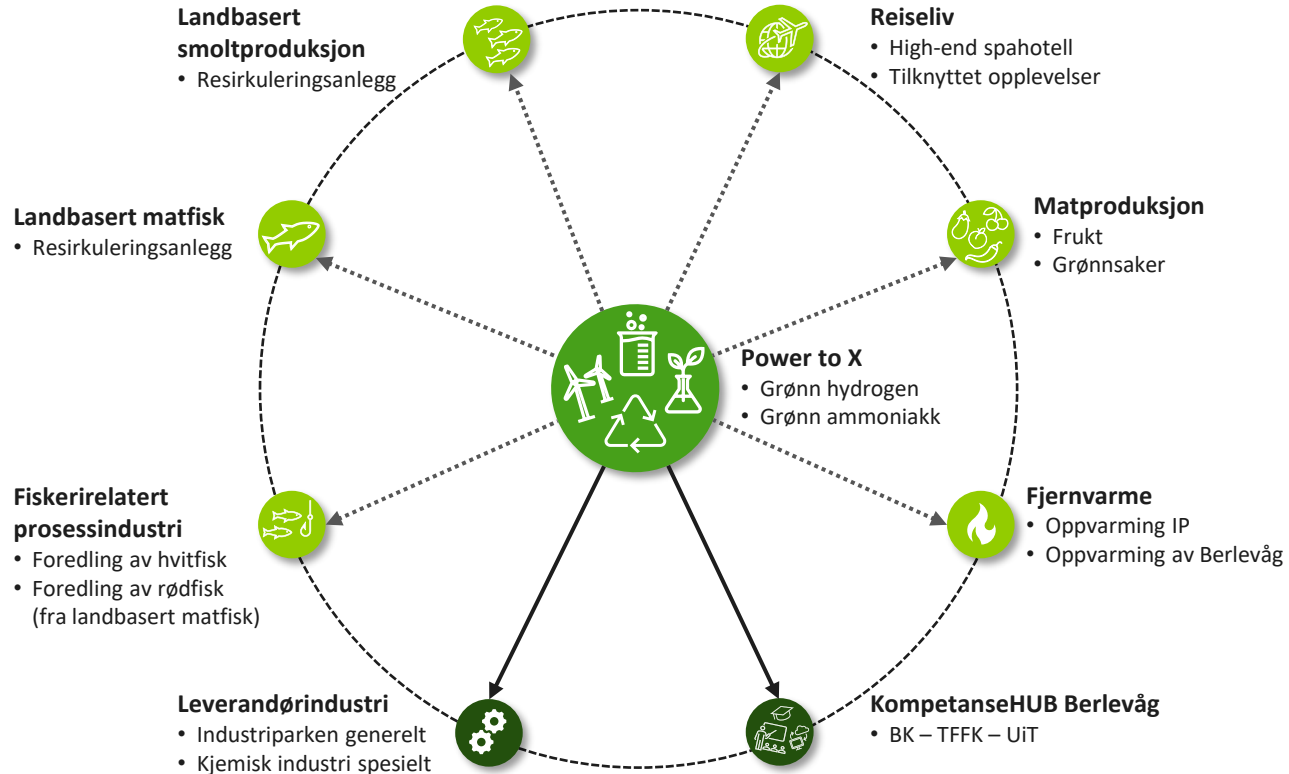 Landbasert
smoltproduksjon
• Resirkuleringsanlegg
Reiseliv
• High-end spahotell
• Tilknyttet opplevelser
Landbasert matfisk
• Resirkuleringsanlegg
Matproduksjon
• Frukt
• Grønnsaker
Power to X
• Grønn hydrogen
• Grønn ammoniakk
Fiskerirelatert
prosessindustri
• Foredling av hvitfisk
• Foredling av rødfisk
(fra landbasert matfisk)
Fjernvarme
• Oppvarming IP
• Oppvarming av Berlevåg
Leverandørindustri
• Industriparken generelt
• Kjemisk industri spesielt
KompetanseHUB Berlevåg
• BK – TFFK – UiT